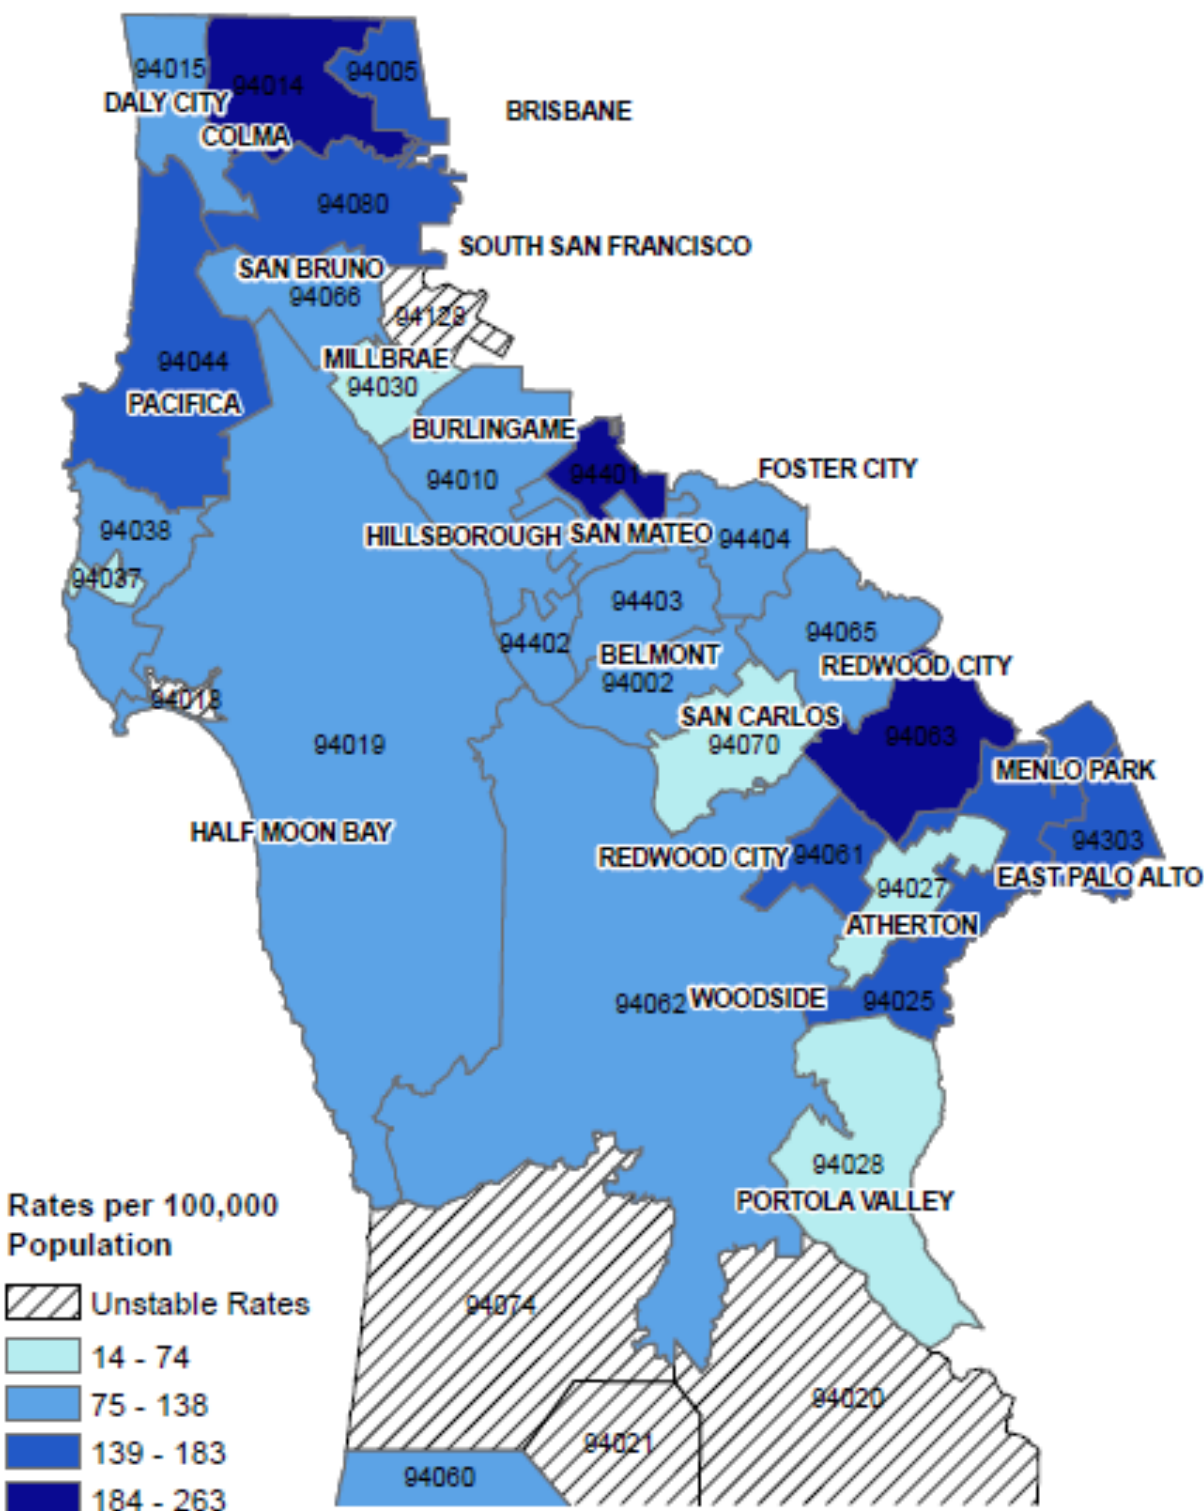 94015
94014
94005
DALY CITY
BRISBANE
COLMA
94080
SOUTH SAN FRANCISCO
SAN BRUNO
94066
94128
94044
MILLBRAE
94030
PACIFICA
BURLINGAME
94010
94401
FOSTER CITY
94038
HILLSBOROUGH
SAN MATEO
94404
94037
94403
94402
94065
BELMONT
94002
REDWOOD CITY
94018
SAN CARLOS
94070
94063
94019
MENLO PARK
HALF MOON BAY
REDWOOD CITY
94061
94303
94027
EAST PALO ALTO
ATHERTON
94062
WOODSIDE
94025
94028
PORTOLA VALLEY
94074
94020
94021
94060
Rates per 100,000
Population
Unstable Rates
14 - 74
75 - 138
139 - 183
184 - 263